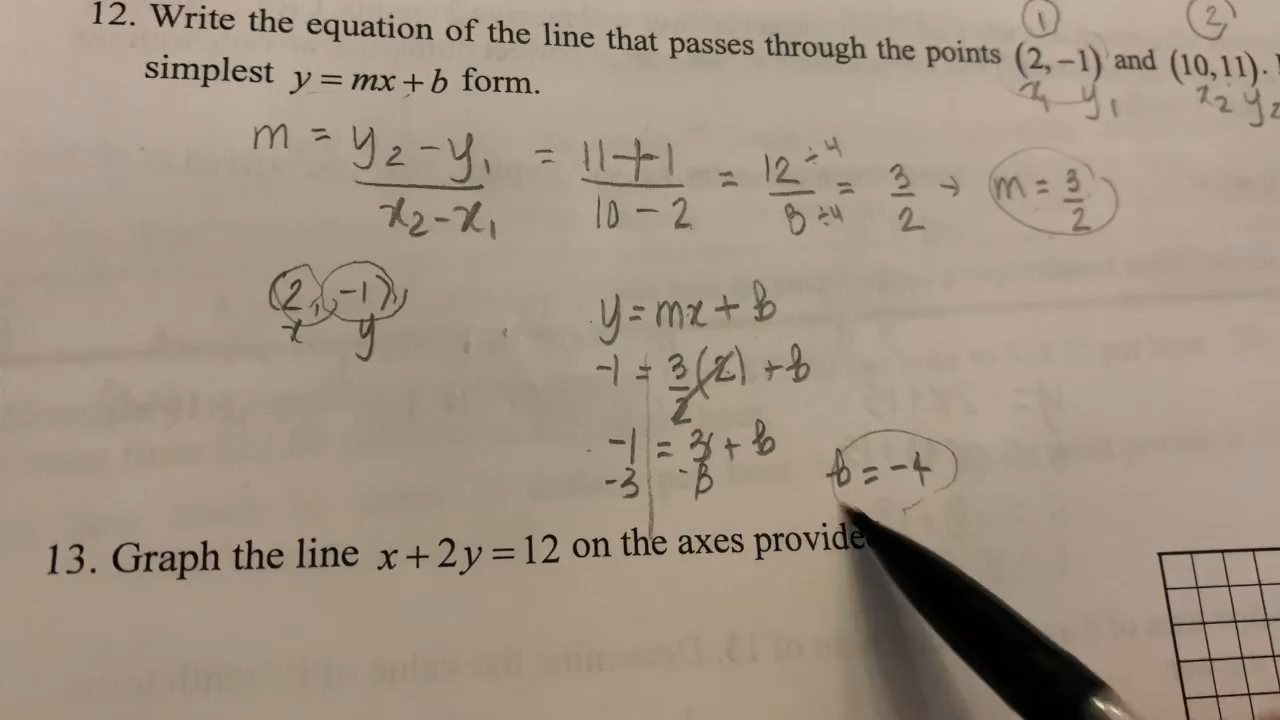 ① ②
12. Write the equation of the line that passes through the points (2,−1) and (10,11).
x₁ y₁ x₂ y₂
simplest y = mx + b form.
m = (y₂ − y₁)/(x₂ − x₁) = (11+1)/(10−2) = (12 ÷4)/(8 ÷4) = 3/2 → m = 3/2
(2, −1)
x y
y = mx + b
-1 = 3/2 (2) + b
-1 = 3 + b
-3 -3
b = -4
13. Graph the line x + 2y = 12 on the axes provide